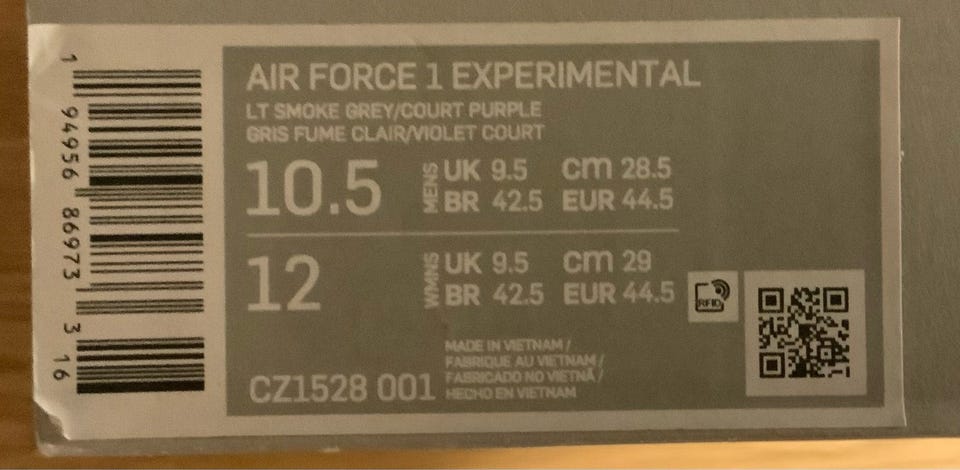 AIR FORCE 1 EXPERIMENTAL
LT SMOKE GREY/COURT PURPLE
GRIS FUME CLAIR/VIOLET COURT
10.5 MENS UK 9.5 cm 28.5
BR 42.5 EUR 44.5
12 WMNS UK 9.5 cm 29
BR 42.5 EUR 44.5
RFID
MADE IN VIETNAM /
FABRIQUE AU VIETNAM /
FABRICADO NO VIETNÃ /
HECHO EN VIETNAM
CZ1528 001
1 94956 86973 3 16